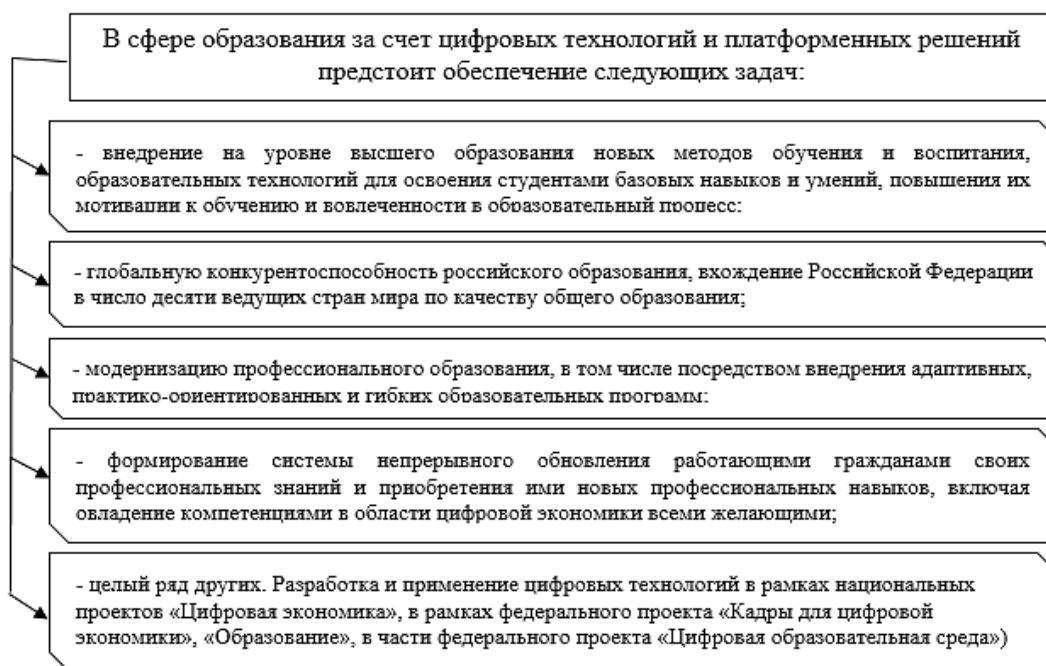 В сфере образования за счет цифровых технологий и платформенных решений
предстоит обеспечение следующих задач:
- внедрение на уровне высшего образования новых методов обучения и воспитания,
образовательных технологий для освоения студентами базовых навыков и умений, повышения их
мотивации к обучению и вовлеченности в образовательный процесс;
- глобальную конкурентоспособность российского образования, вхождение Российской Федерации
в число десяти ведущих стран мира по качеству общего образования;
- модернизацию профессионального образования, в том числе посредством внедрения адаптивных,
практико-ориентированных и гибких образовательных программ;
- формирование системы непрерывного обновления работающими гражданами своих
профессиональных знаний и приобретения ими новых профессиональных навыков, включая
овладение компетенциями в области цифровой экономики всеми желающими;
- целый ряд других. Разработка и применение цифровых технологий в рамках национальных
проектов «Цифровая экономика», в рамках федерального проекта «Кадры для цифровой
экономики», «Образование», в части федерального проекта «Цифровая образовательная среда»)